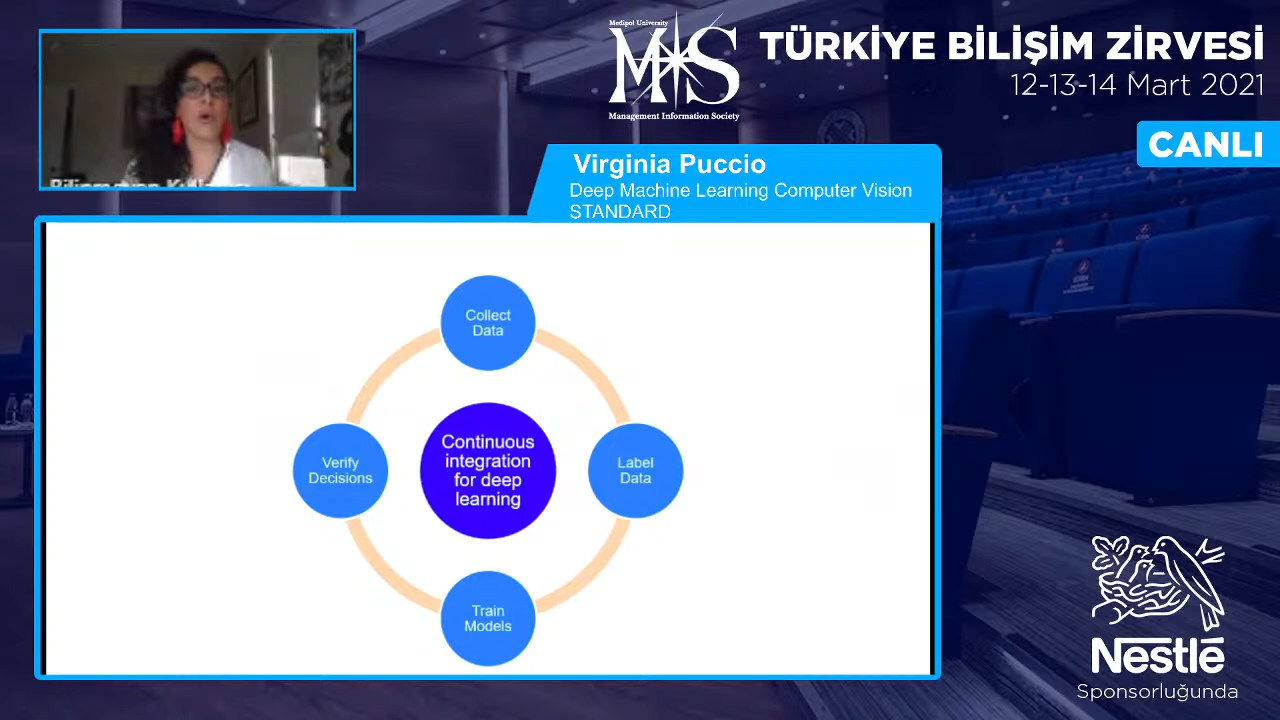 Medipol University
MIS
Management Information Society
TÜRKİYE BİLİŞİM ZİRVESİ
12-13-14 Mart 2021
CANLI
Virginia Puccio
Deep Machine Learning Computer Vision
STANDARD
Collect
Data
Verify
Decisions
Continuous
integration
for deep
learning
Label
Data
Train
Models
Nestlé
Sponsorluğunda